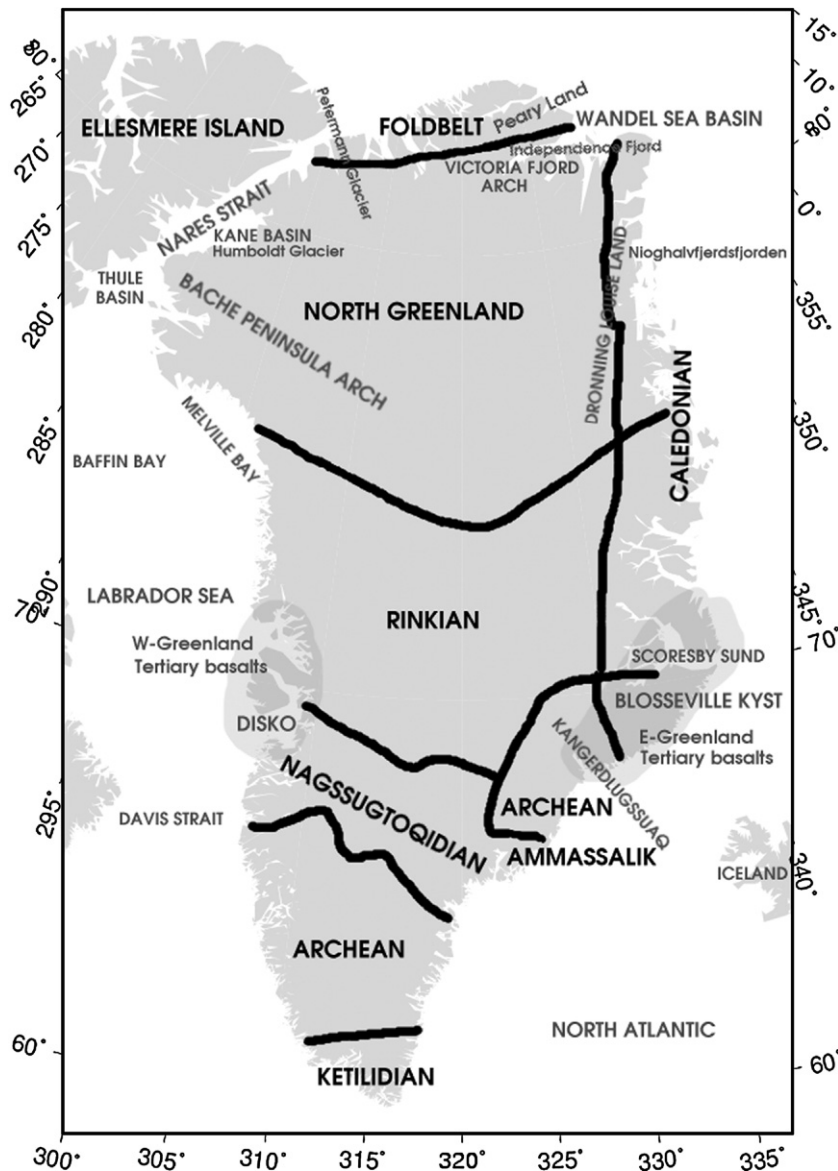 15°
80°
265°
10°
ELLESMERE ISLAND
Petermann Glacier
FOLDBELT
Peary Land
WANDEL SEA BASIN
80°
270°
Independence Fjord
VICTORIA FJORD
ARCH
0°
275°
NARES STRAIT
KANE BASIN
Humboldt Glacier
Nioghalvfjerdsfjorden
THULE
BASIN
280°
BACHE PENINSULA ARCH
NORTH GREENLAND
DRONNING LOUISE LAND
355°
CALEDONIAN
MELVILLE BAY
285°
350°
BAFFIN BAY
290°
LABRADOR SEA
RINKIAN
345°
70°
W-Greenland
Tertiary basalts
SCORESBY SUND
DISKO
BLOSSEVILLE KYST
KANGERDLUGSSUAQ
E-Greenland
Tertiary basalts
NAGSSUGTOQIDIAN
295°
DAVIS STRAIT
ARCHEAN
AMMASSALIK
ICELAND
340°
ARCHEAN
NORTH ATLANTIC
60°
60°
KETILIDIAN
300°
305°
310°
315°
320°
325°
330°
335°